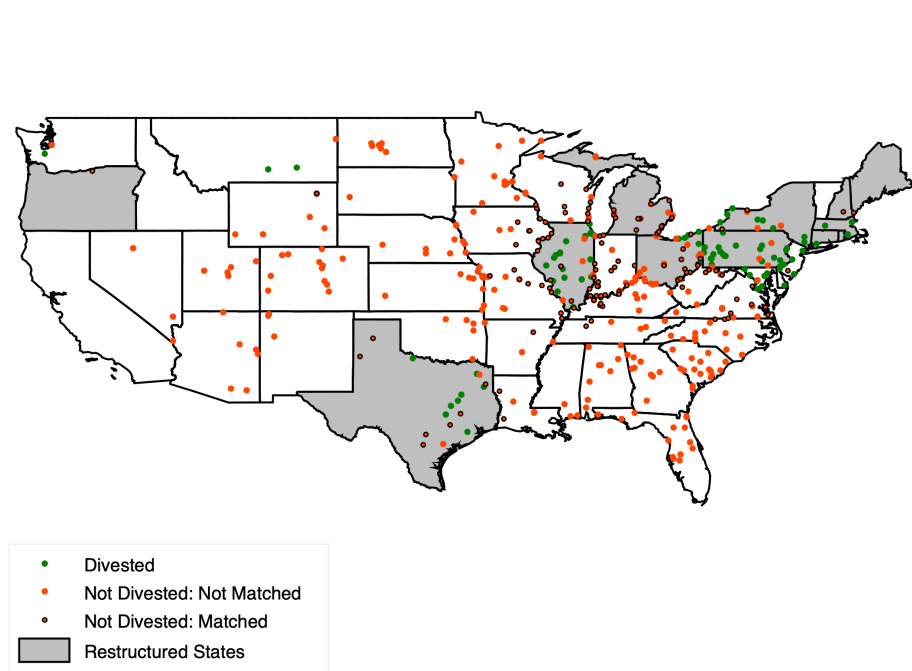 Divested
Not Divested: Not Matched
Not Divested: Matched
Restructured States